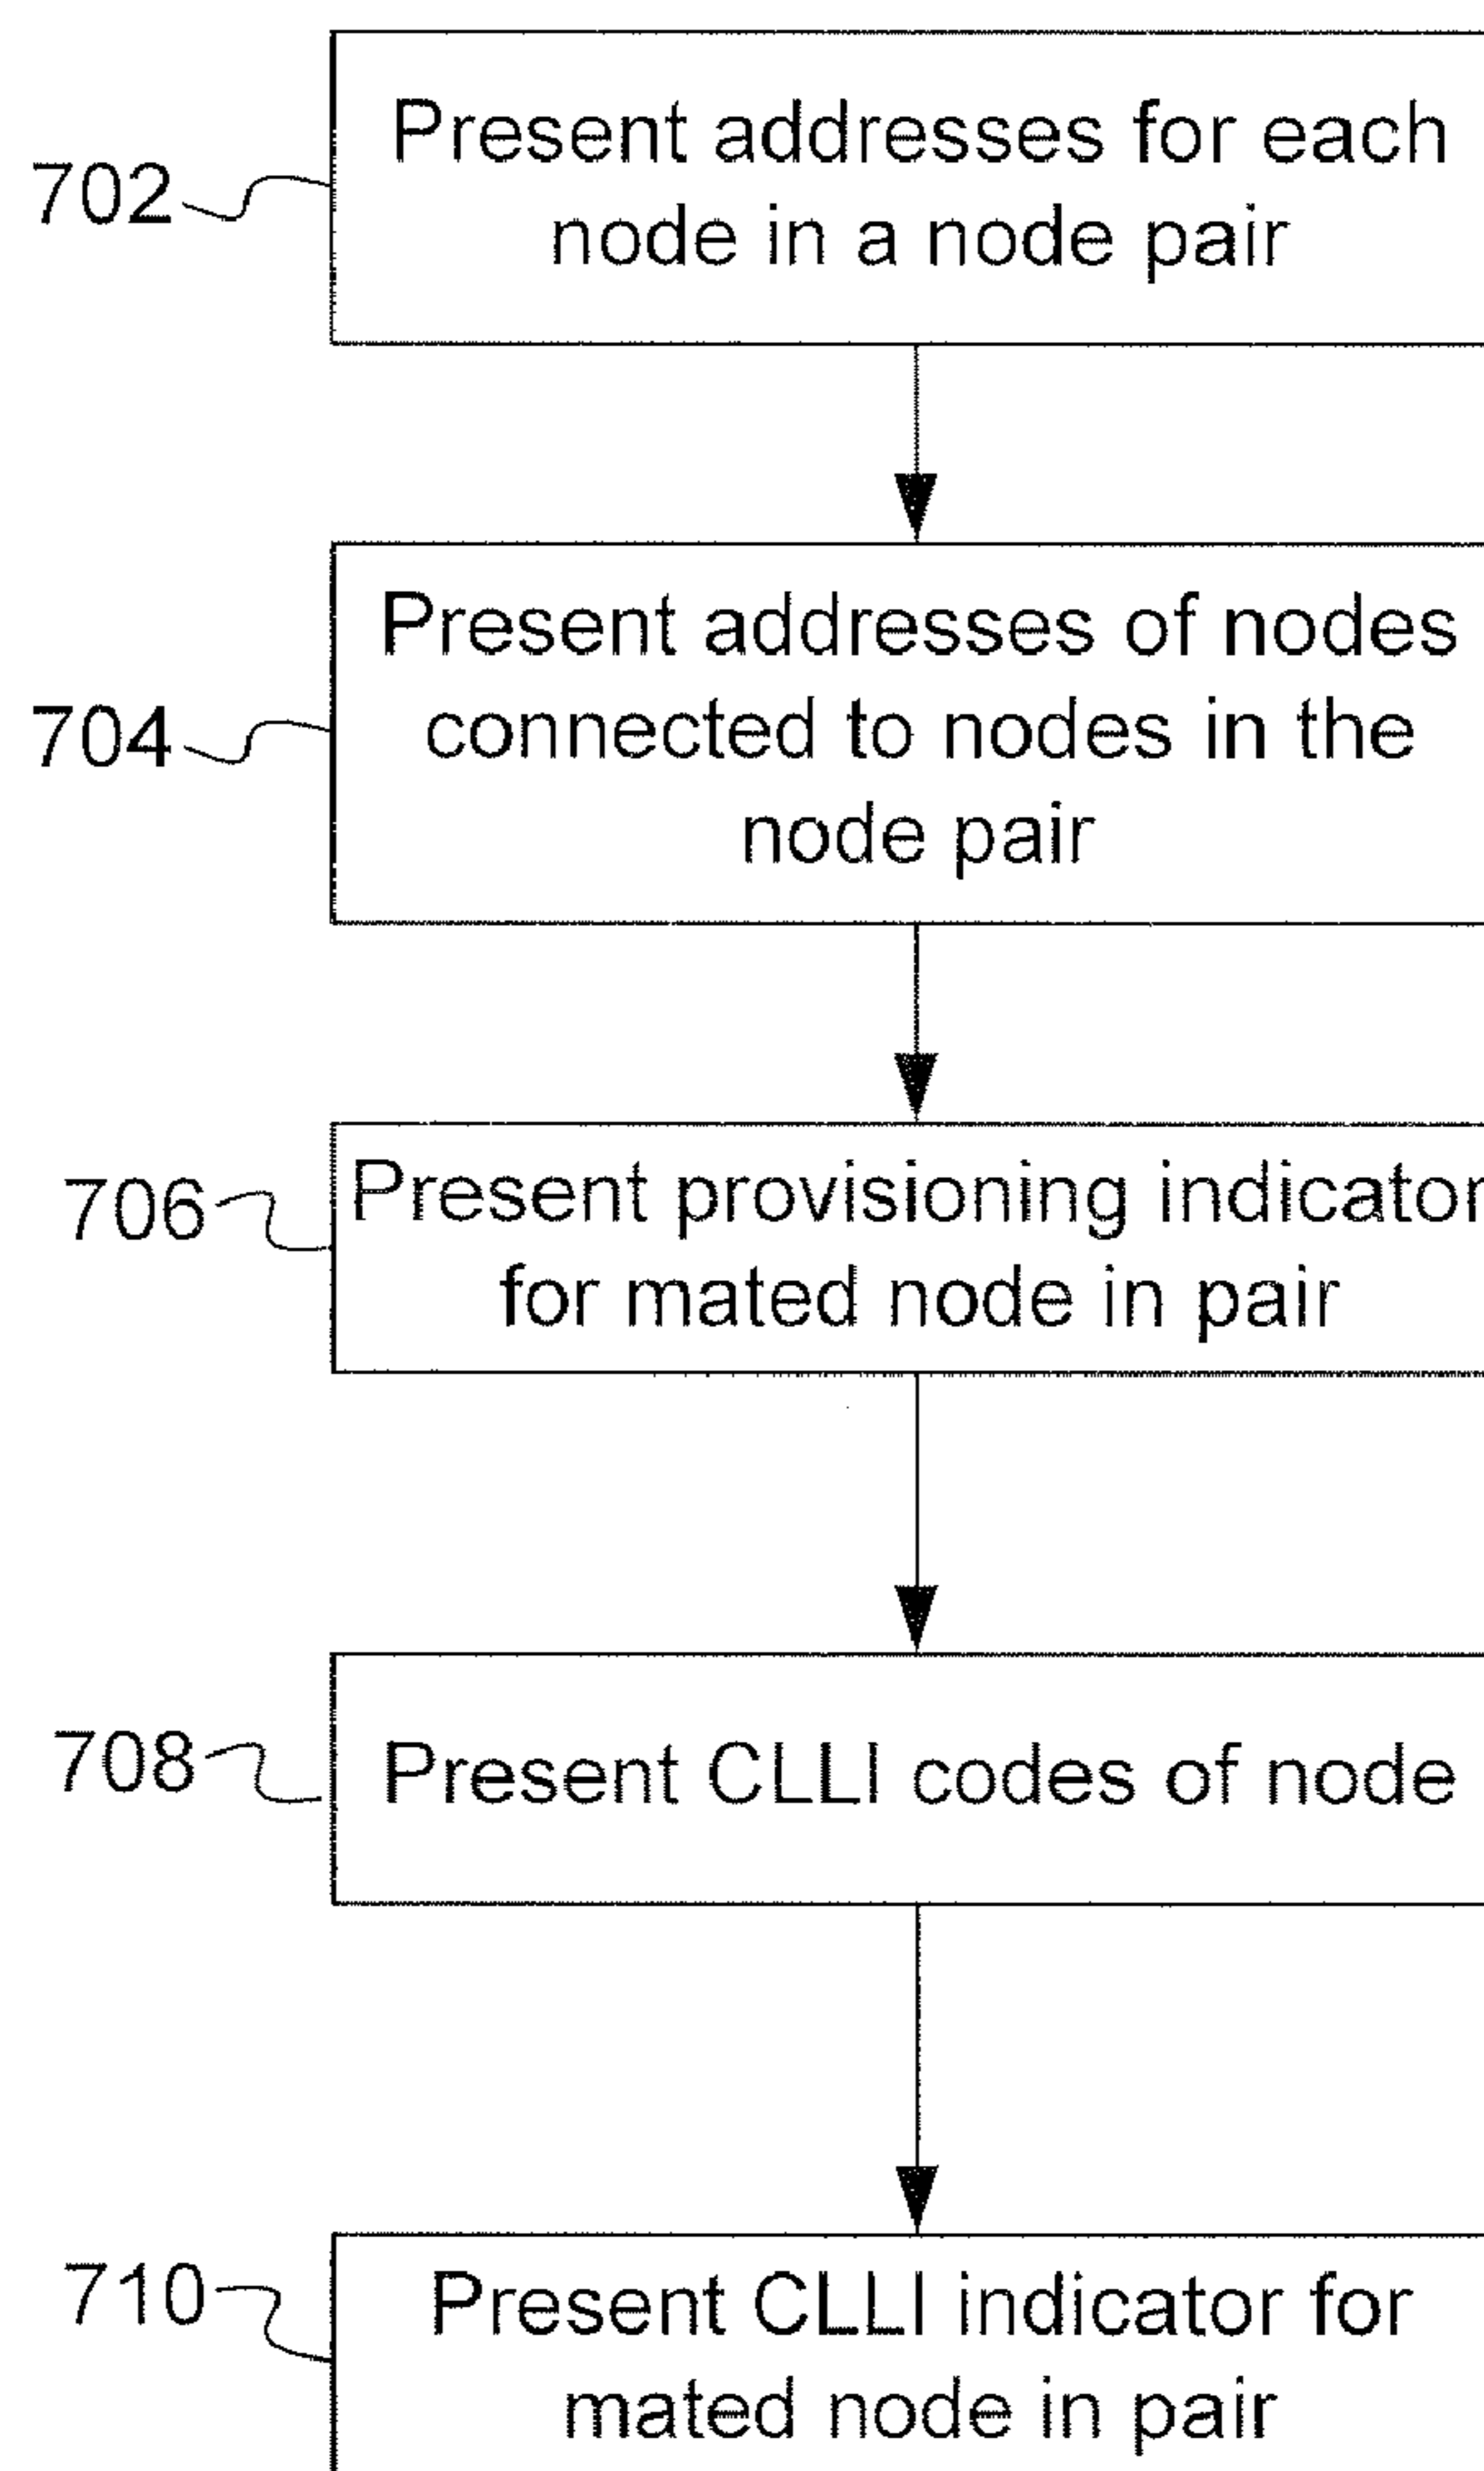 702
Present addresses for each
node in a node pair
704
Present addresses of nodes
connected to nodes in the
node pair
706
Present provisioning indicator
for mated node in pair
708
Present CLLI codes of node
710
Present CLLI indicator for
mated node in pair